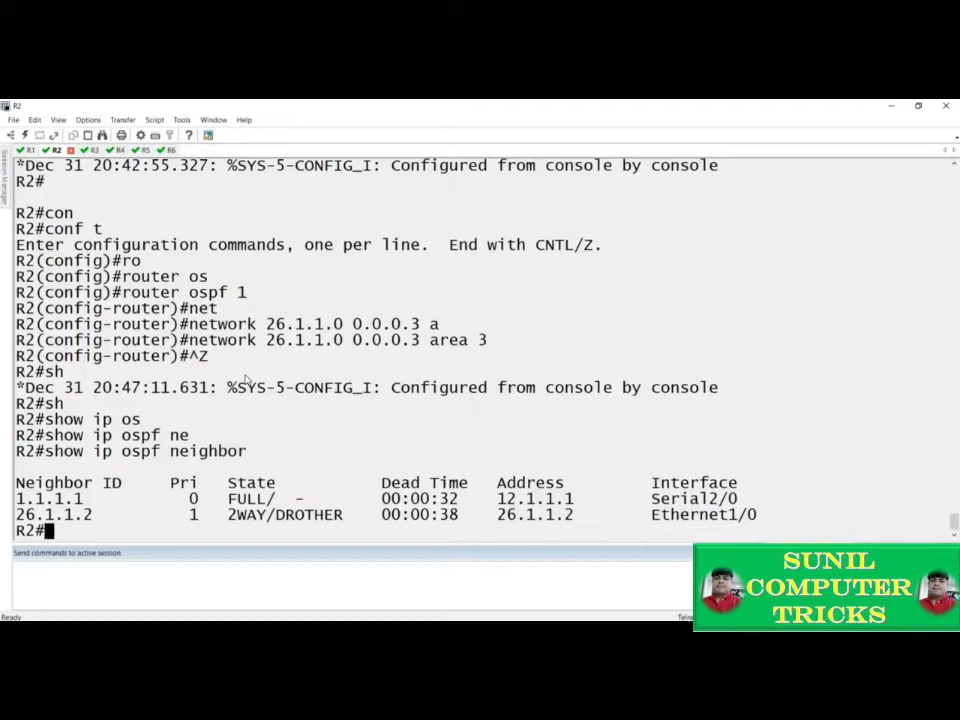 R2
File Edit View Options Transfer Script Tools Window Help
R1 R2 R3 R4 R5 R6
Session Manager
*Dec 31 20:42:55.327: %SYS-5-CONFIG_I: Configured from console by console
R2#
R2#con
R2#conf t
Enter configuration commands, one per line. End with CNTL/Z.
R2(config)#ro
R2(config)#router os
R2(config)#router ospf 1
R2(config-router)#net
R2(config-router)#network 26.1.1.0 0.0.0.3 a
R2(config-router)#network 26.1.1.0 0.0.0.3 area 3
R2(config-router)#^Z
R2#sh
*Dec 31 20:47:11.631: %SYS-5-CONFIG_I: Configured from console by console
R2#sh
R2#show ip os
R2#show ip ospf ne
R2#show ip ospf neighbor
Neighbor ID Pri State Dead Time Address Interface
1.1.1.1 0 FULL/ - 00:00:32 12.1.1.1 Serial2/0
26.1.1.2 1 2WAY/DROTHER 00:00:38 26.1.1.2 Ethernet1/0
R2#
Send commands to active session
Ready
SUNIL
COMPUTER
TRICKS